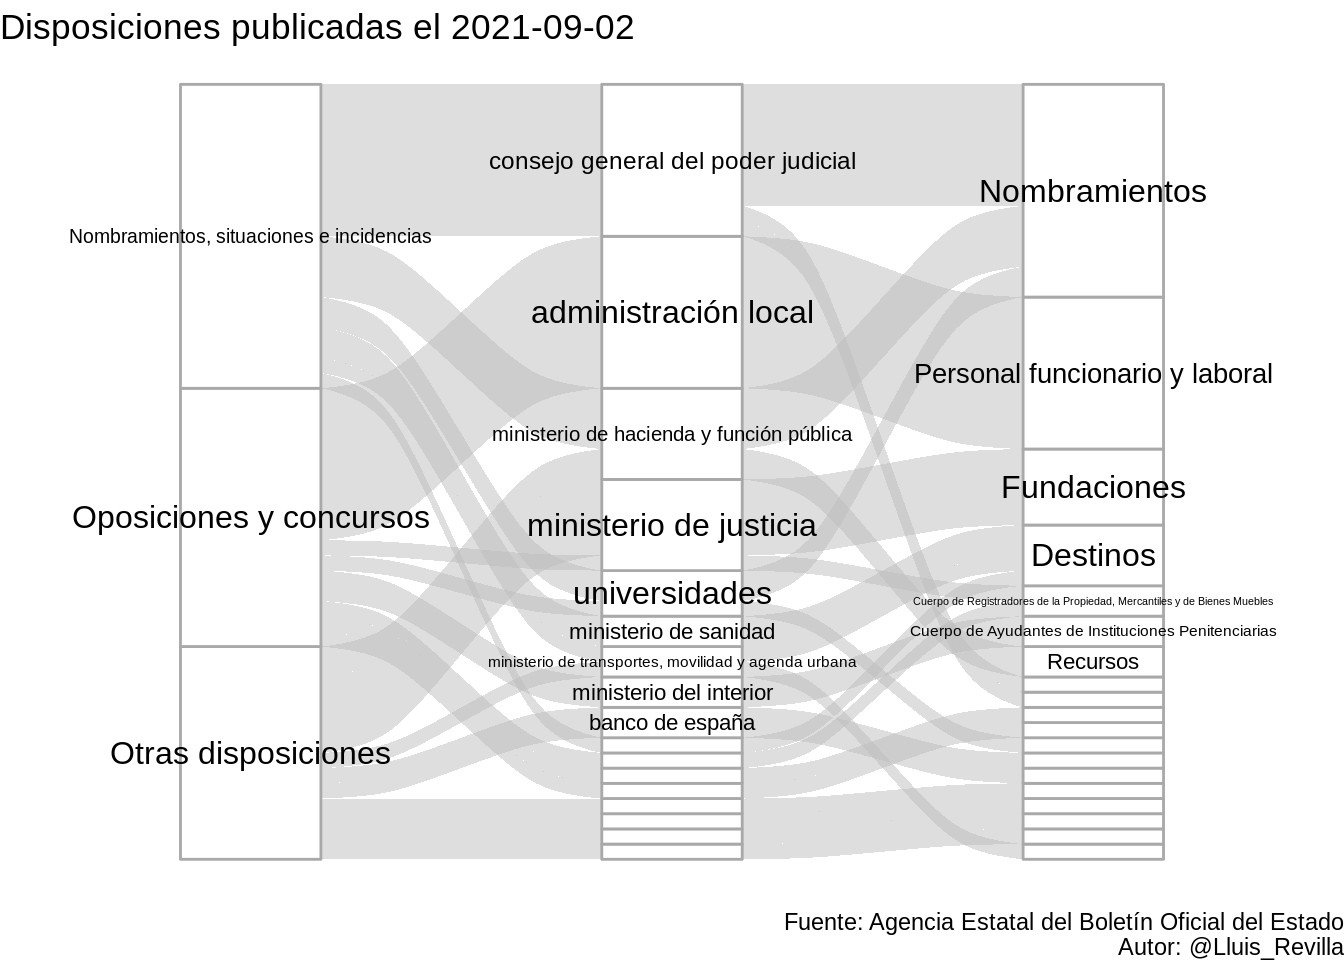 Disposiciones publicadas el 2021-09-02
Nombramientos, situaciones e incidencias
Oposiciones y concursos
Otras disposiciones
consejo general del poder judicial
administración local
ministerio de hacienda y función pública
ministerio de justicia
universidades
ministerio de sanidad
ministerio de transportes, movilidad y agenda urbana
ministerio del interior
banco de españa
Nombramientos
Personal funcionario y laboral
Fundaciones
Destinos
Cuerpo de Registradores de la Propiedad, Mercantiles y de Bienes Muebles
Cuerpo de Ayudantes de Instituciones Penitenciarias
Recursos
Fuente: Agencia Estatal del Boletín Oficial del Estado
Autor: @Lluis_Revilla